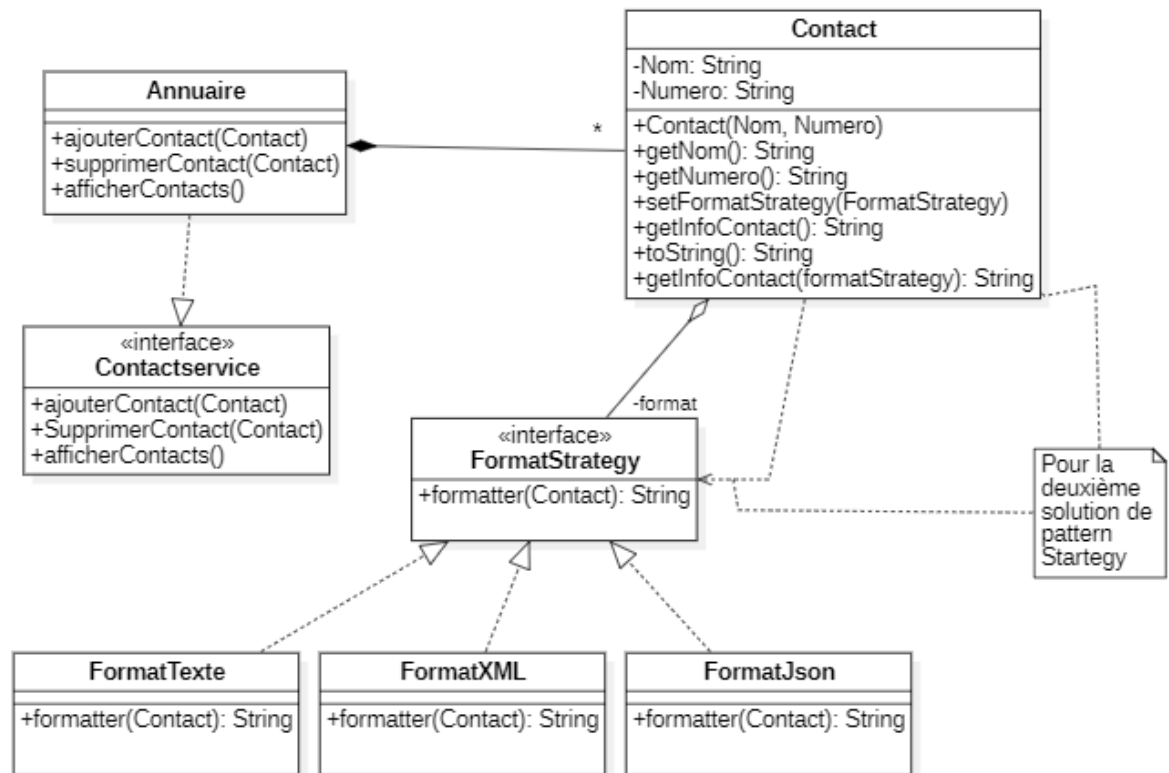 Annuaire
+ajouterContact(Contact)
+supprimerContact(Contact)
+afficherContacts()
*
Contact
-Nom: String
-Numero: String
+Contact(Nom, Numero)
+getNom(): String
+getNumero(): String
+setFormatStrategy(FormatStrategy)
+getInfoContact(): String
+toString(): String
+getInfoContact(formatStrategy): String
«interface»
Contactservice
+ajouterContact(Contact)
+SupprimerContact(Contact)
+afficherContacts()
-format
«interface»
FormatStrategy
+formatter(Contact): String
Pour la
deuxième
solution de
pattern
Startegy
FormatTexte
+formatter(Contact): String
FormatXML
+formatter(Contact): String
FormatJson
+formatter(Contact): String